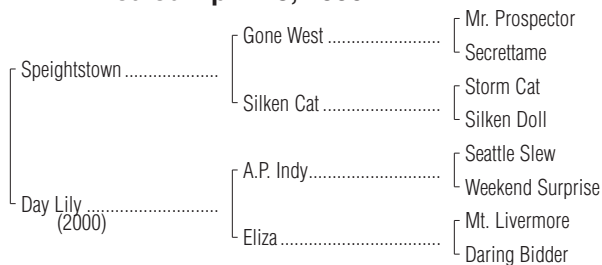 Mr. Prospector
Gone West
Secrettame
Speightstown
Storm Cat
Silken Cat
Silken Doll
Seattle Slew
A.P. Indy
Weekend Surprise
Day Lily
(2000)
Mt. Livermore
Eliza
Daring Bidder